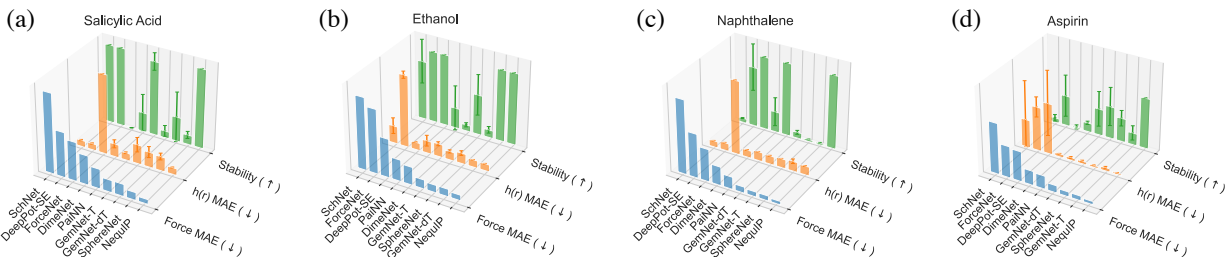 (a)
Salicylic Acid
SchNet
DeepPot-SE
ForceNet
DimeNet
PaiNN
GemNet-T
GemNet-dT
SphereNet
NequIP
Force MAE (↓)
h(r) MAE (↓)
Stability (↑)
(b)
Ethanol
SchNet
ForceNet
DeepPot-SE
PaiNN
DimeNet
GemNet-T
SphereNet
GemNet-dT
NequIP
Force MAE (↓)
h(r) MAE (↓)
Stability (↑)
(c)
Naphthalene
SchNet
DeepPot-SE
ForceNet
DimeNet
PaiNN
GemNet-dT
GemNet-T
SphereNet
NequIP
Force MAE (↓)
h(r) MAE (↓)
Stability (↑)
(d)
Aspirin
SchNet
ForceNet
DeepPot-SE
DimeNet
PaiNN
GemNet-dT
SphereNet
GemNet-T
NequIP
Force MAE (↓)
h(r) MAE (↓)
Stability (↑)